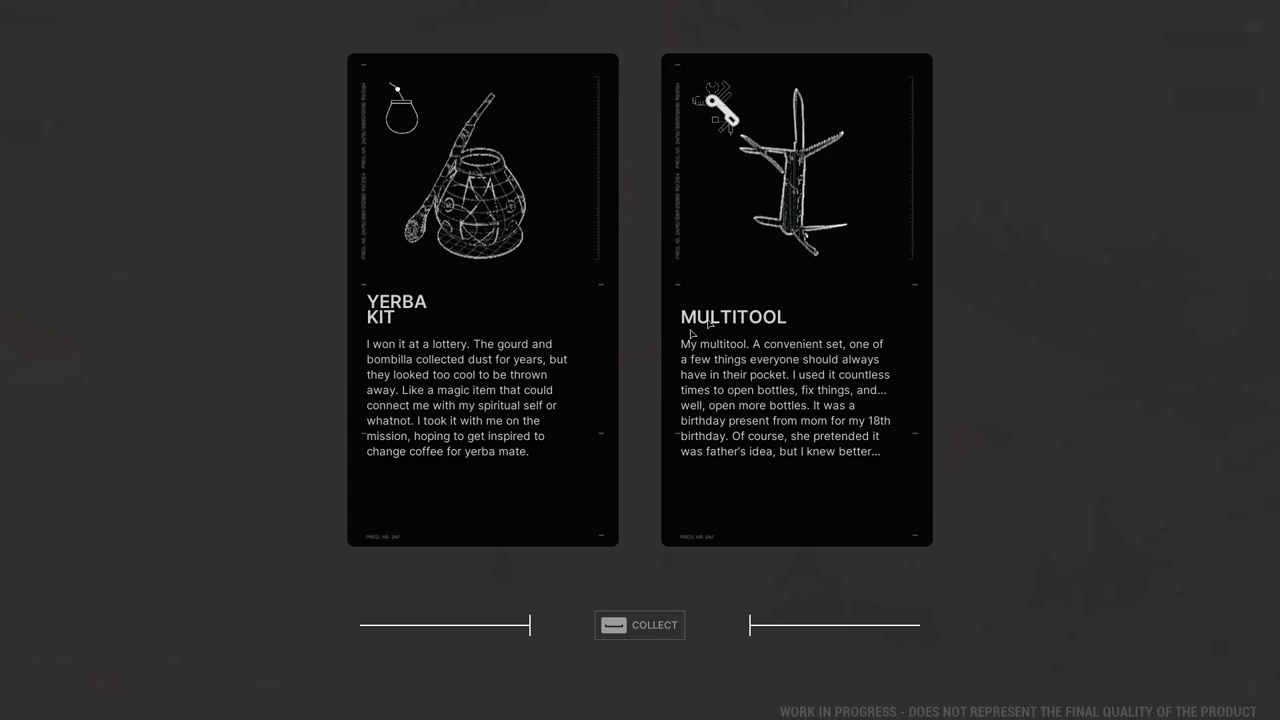 YERBA
KIT
I won it at a lottery. The gourd and
bombilla collected dust for years, but
they looked too cool to be thrown
away. Like a magic item that could
connect me with my spiritual self or
whatnot. I took it with me on the
mission, hoping to get inspired to
change coffee for yerba mate.
MULTITOOL
My multitool. A convenient set, one of
a few things everyone should always
have in their pocket. I used it countless
times to open bottles, fix things, and...
well, open more bottles. It was a
birthday present from mom for my 18th
birthday. Of course, she pretended it
was father's idea, but I knew better...
COLLECT
WORK IN PROGRESS - DOES NOT REPRESENT THE FINAL QUALITY OF THE PRODUCT